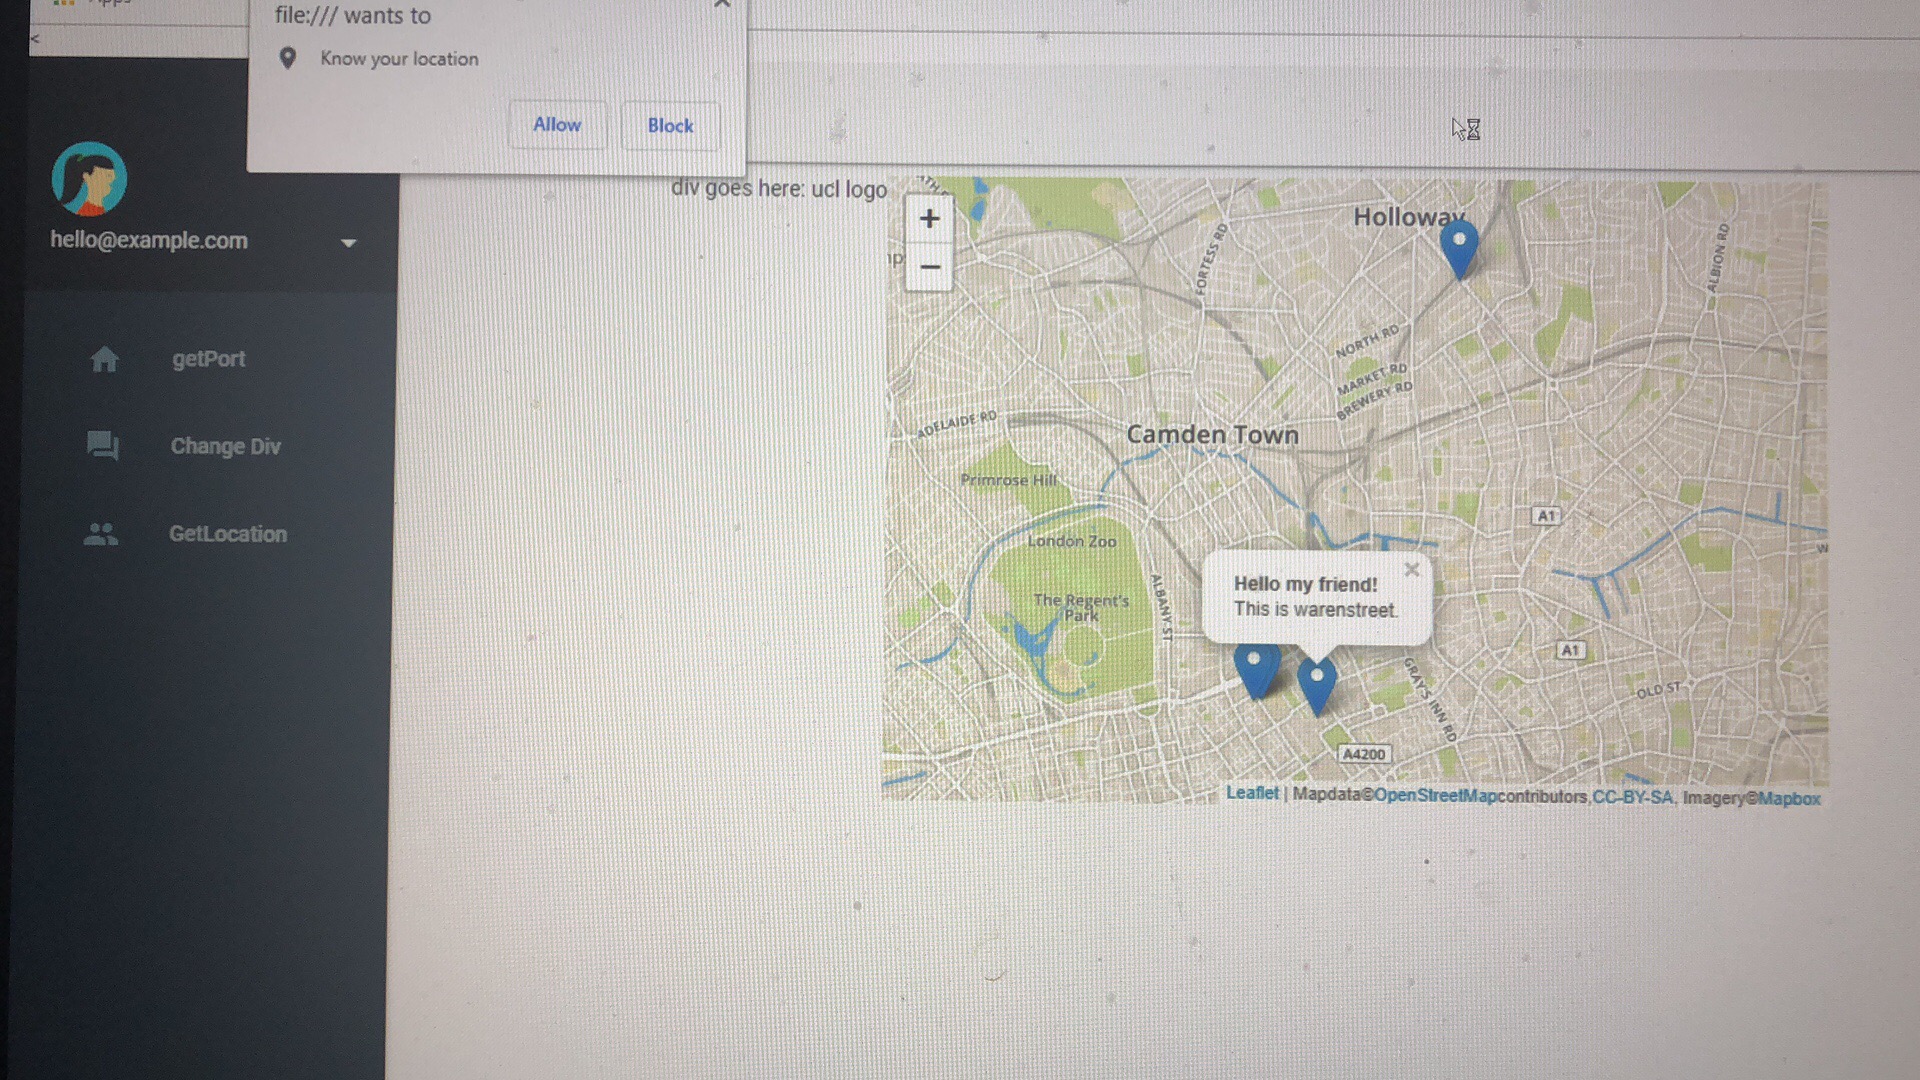 Apps
file:/// wants to
Know your location
Allow
Block
hello@example.com
getPort
Change Div
GetLocation
div goes here: ucl logo
+
−
Holloway
FORTESS RD
ALBION RD
NORTH RD
MARKET RD
BREWERY RD
ADELAIDE RD
Camden Town
Primrose Hill
A1
London Zoo
ALBANY ST
The Regent's
Park
Hello my friend!
This is warenstreet.
A1
GRAY'S INN RD
OLD ST
A4200
Leaflet | Mapdata©OpenStreetMapcontributors,CC-BY-SA, Imagery©Mapbox